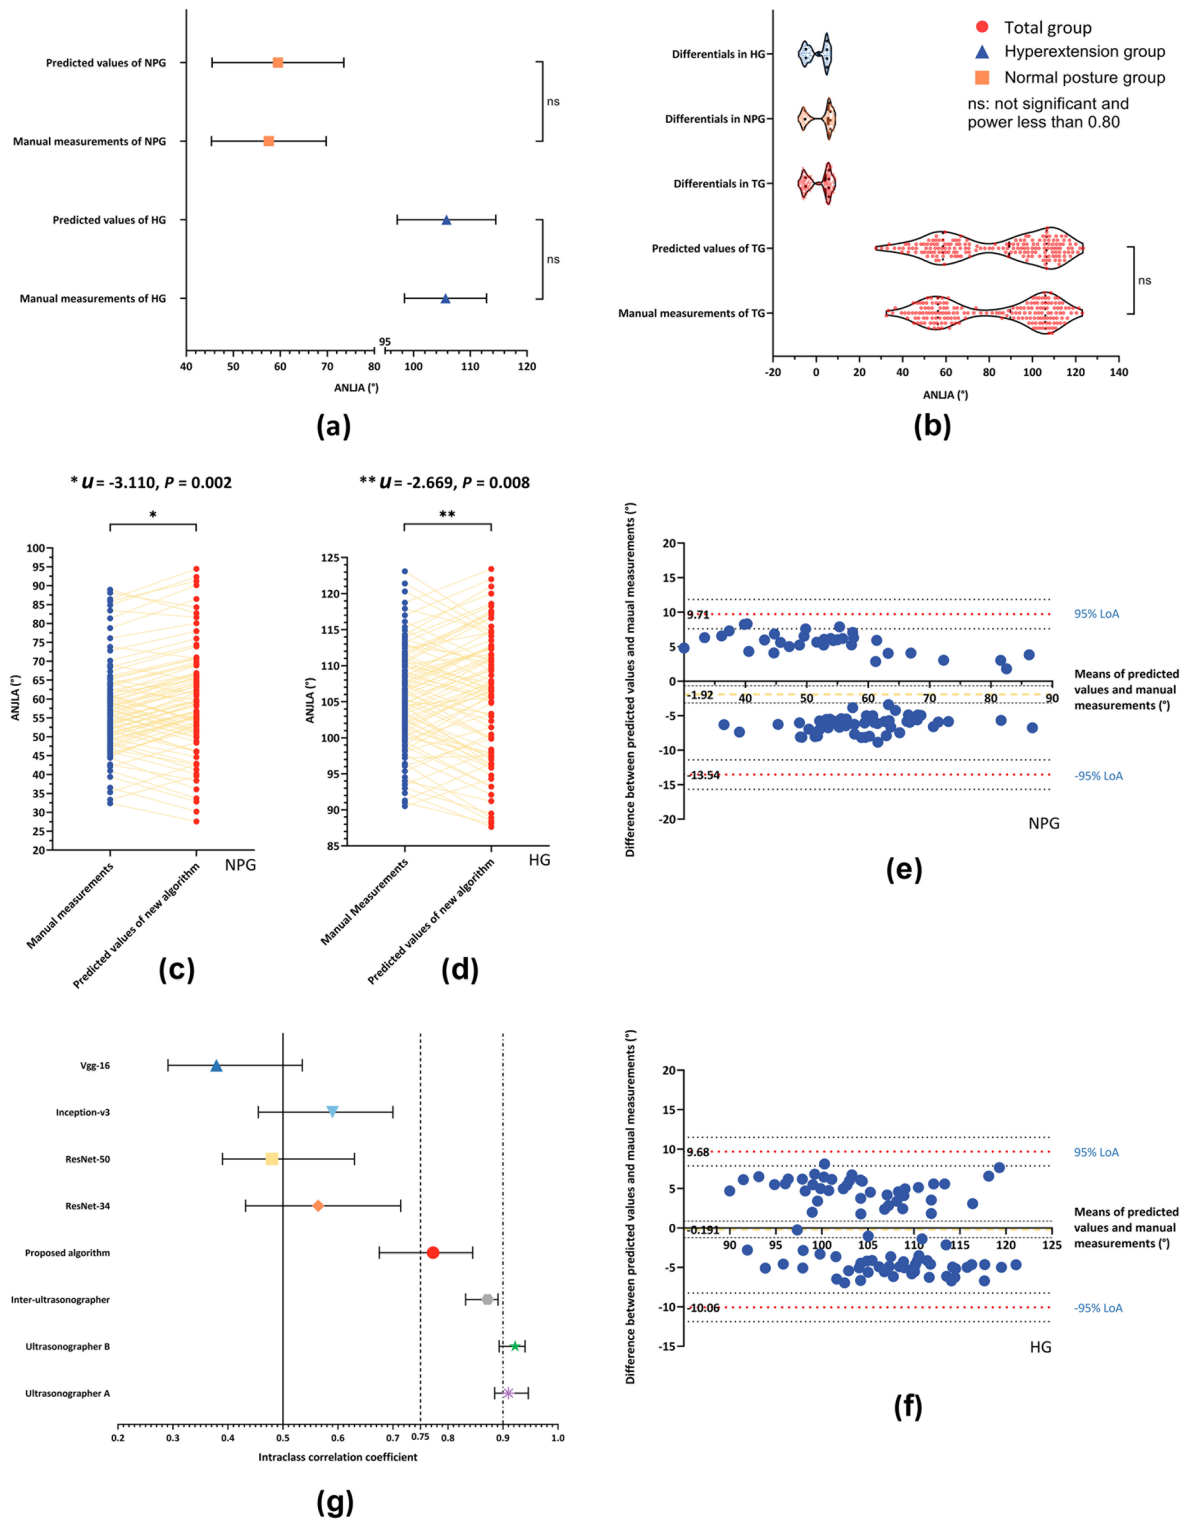 Predicted values of NPG
Manual measurements of NPG
Predicted values of HG
Manual measurements of HG
ns
ns
95
40 50 60 70 80 100 110 120
ANLJA (°)
(a)
Differentials in HG
Differentials in NPG
Differentials in TG
Predicted values of TG
Manual measurements of TG
Total group
Hyperextension group
Normal posture group
ns: not significant and
power less than 0.80
ns
-20 0 20 40 60 80 100 120 140
ANLJA (°)
(b)
* u = -3.110, P = 0.002
*
100
95
90
85
80
75
70
65
60
55
50
45
40
35
30
25
20
ANJLA (°)
Manual measurements
Predicted values of new algorithm
NPG
(c)
** u = -2.669, P = 0.008
**
125
120
115
110
105
100
95
90
85
ANJLA (°)
Manual Measurements
Predicted values of new algorithm
HG
(d)
Difference between predicted values and maual measurements (°)
20
15
10
5
0
-5
-10
-15
-20
9.71
-1.92
-13.54
40 50 60 70 80 90
95% LoA
Means of predicted
values and manual
measurements (°)
-95% LoA
NPG
(e)
Vgg-16
Inception-v3
ResNet-50
ResNet-34
Proposed algorithm
Inter-ultrasonographer
Ultrasonographer B
Ultrasonographer A
0.2 0.3 0.4 0.5 0.6 0.7 0.75 0.8 0.9 1.0
Intraclass correlation coefficient
(g)
Difference between predicted values and maual measurements (°)
20
15
10
5
0
-5
-10
-15
9.68
-0.191
-10.06
90 95 100 105 110 115 120 125
95% LoA
Means of predicted
values and manual
measurements (°)
-95% LoA
HG
(f)